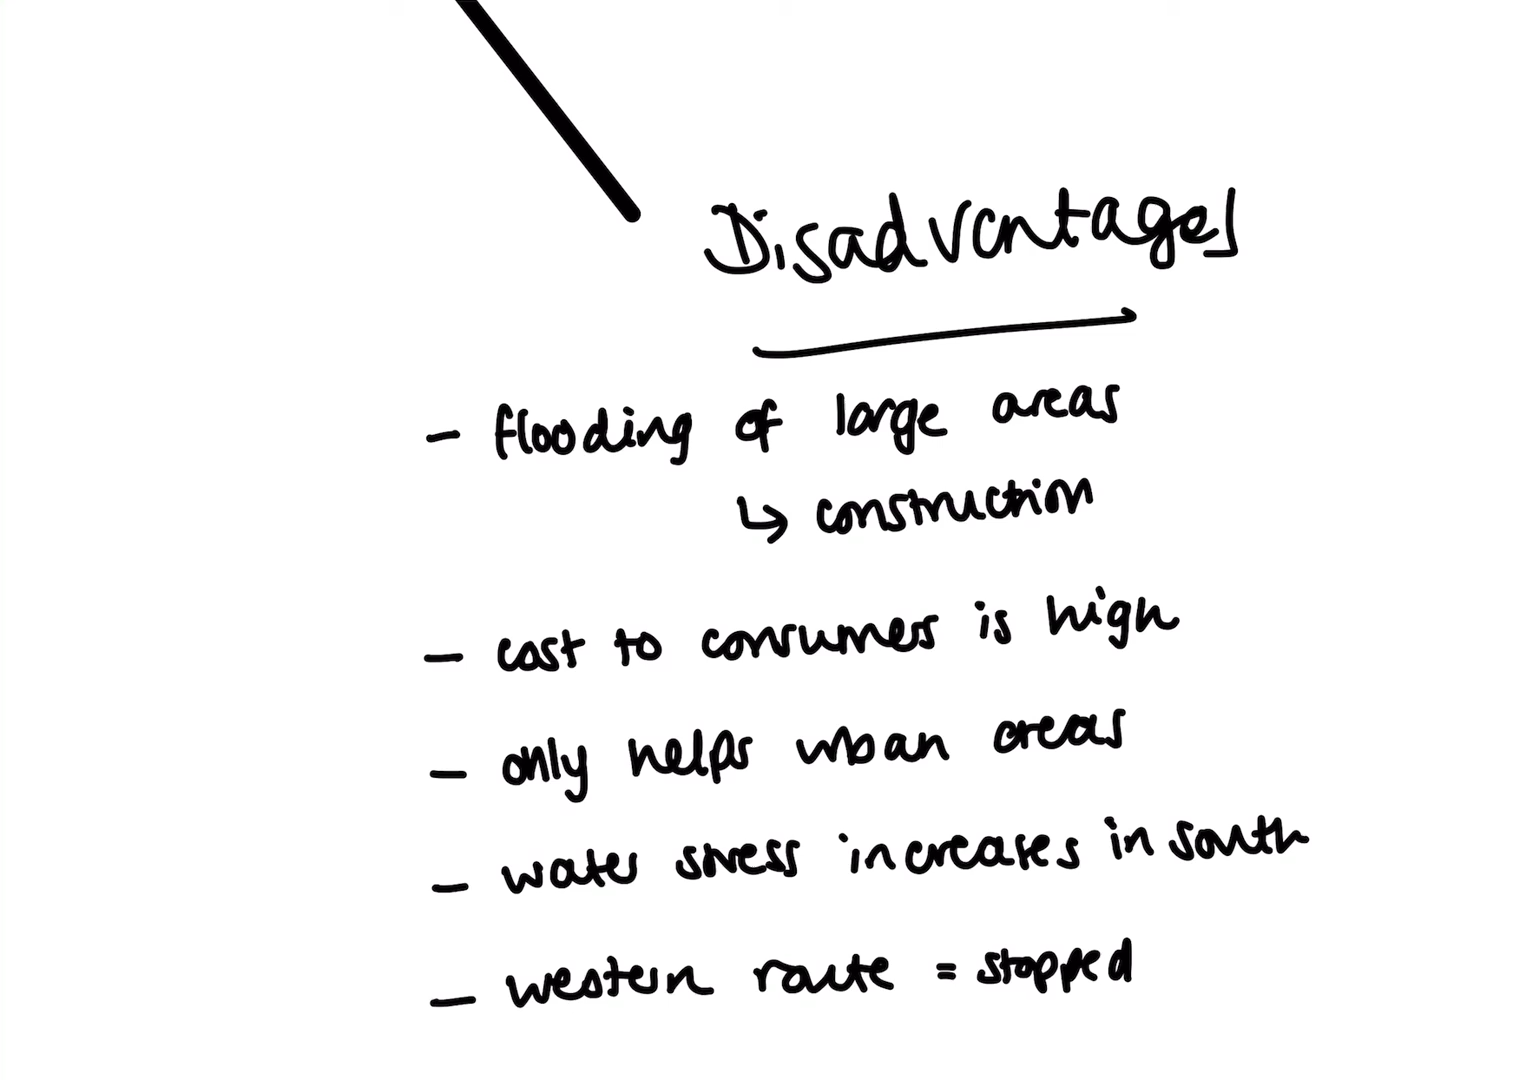 Disadvantages
- flooding of large areas
↳ construction
- cost to consumers is high
- only helps urban areas
- water stress increases in south
- western route = stopped